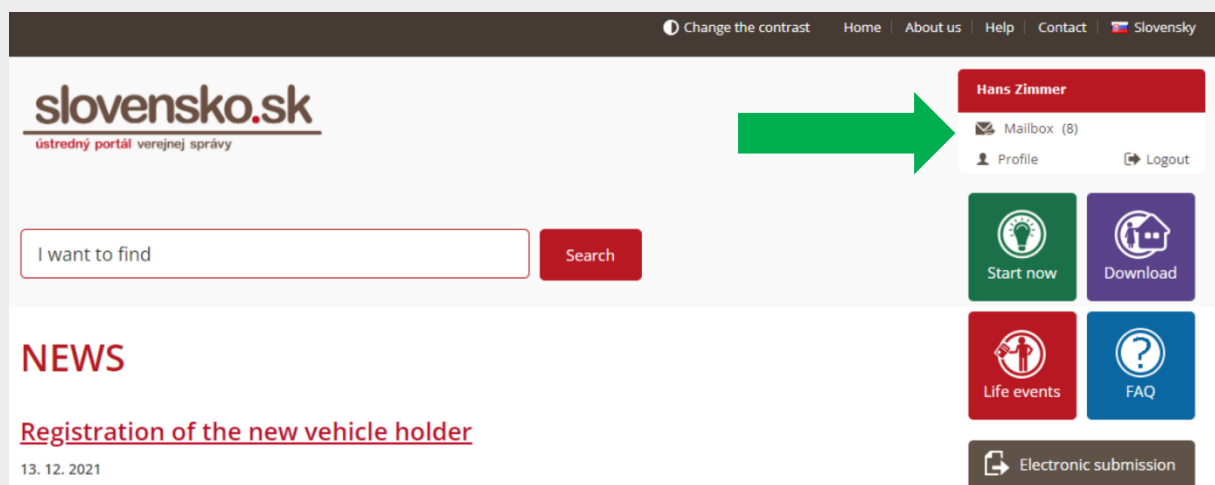 Change the contrast Home About us Help Contact Slovensky
slovensko.sk
ústredný portál verejnej správy
Hans Zimmer
Mailbox (8)
Profile Logout
I want to find Search
Start now Download
Life events FAQ
NEWS
Registration of the new vehicle holder
13. 12. 2021
Electronic submission